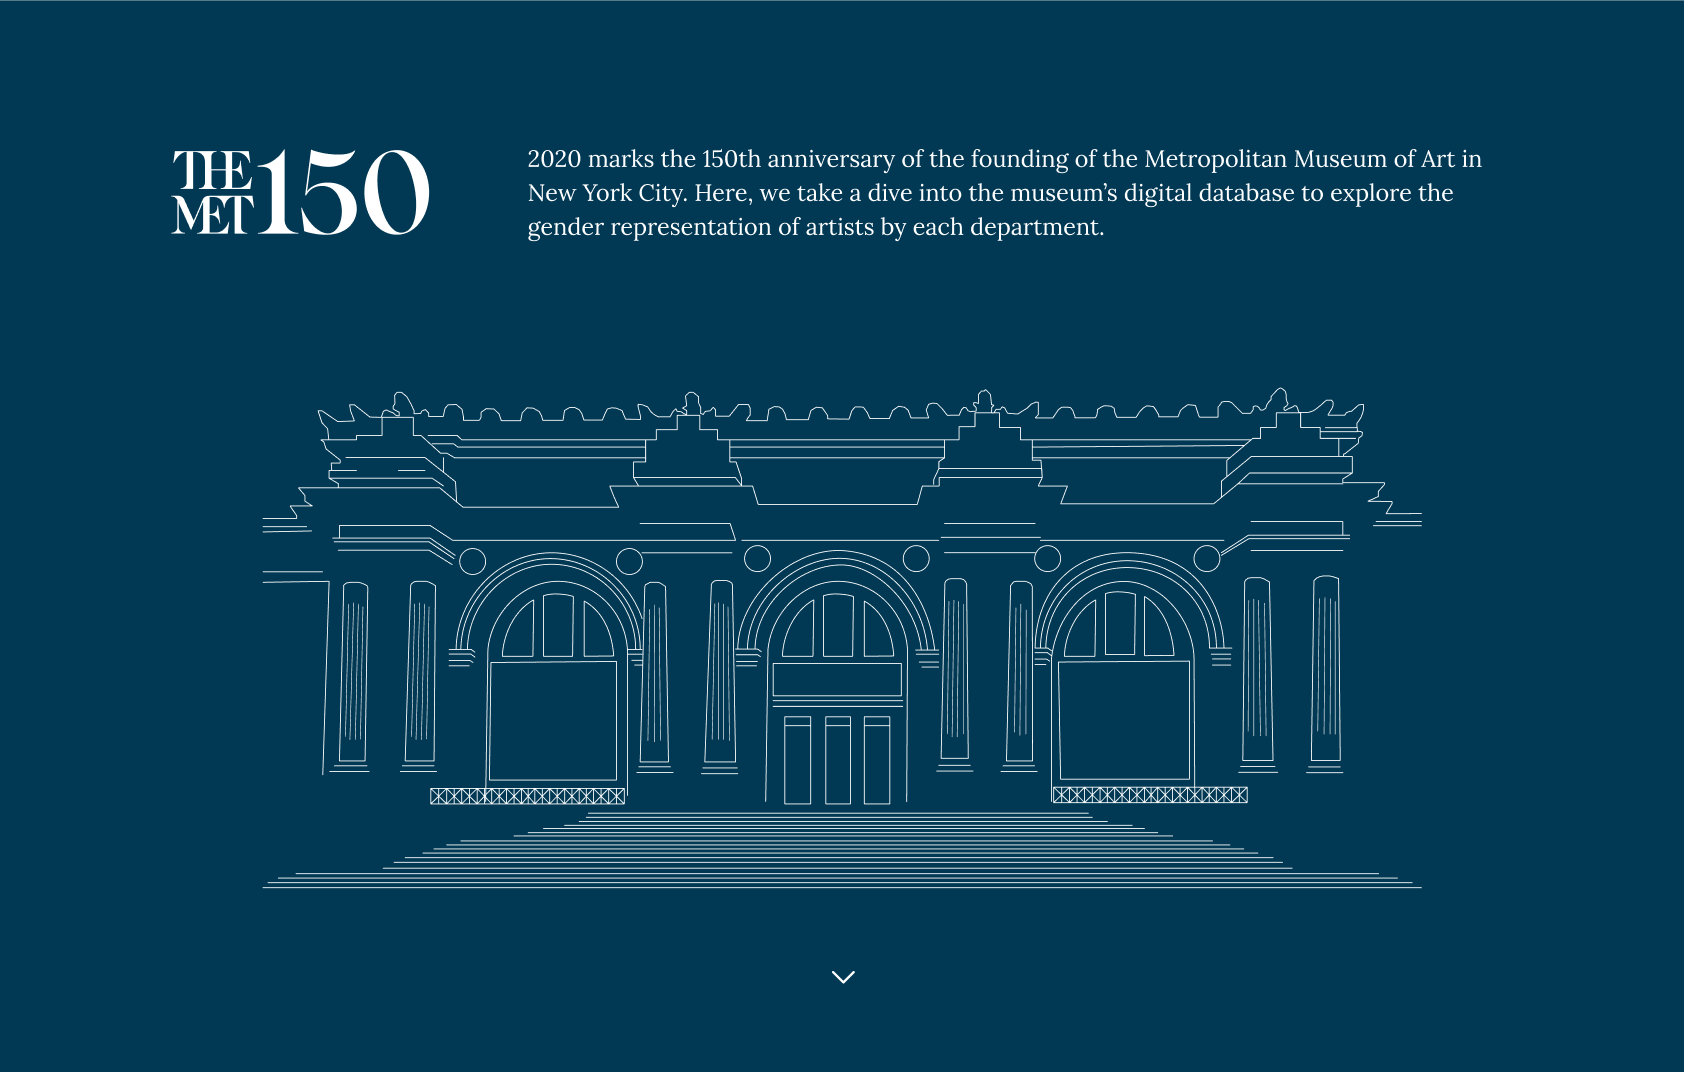 THE
MET
150
2020 marks the 150th anniversary of the founding of the Metropolitan Museum of Art in
New York City. Here, we take a dive into the museum’s digital database to explore the
gender representation of artists by each department.